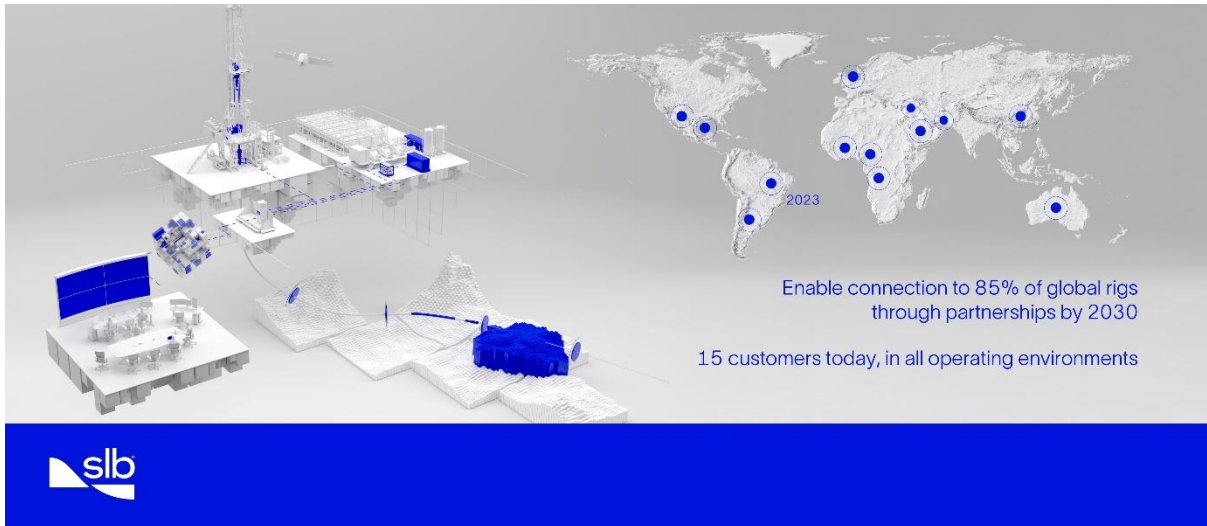 2023
Enable connection to 85% of global rigs
through partnerships by 2030
15 customers today, in all operating environments
slb